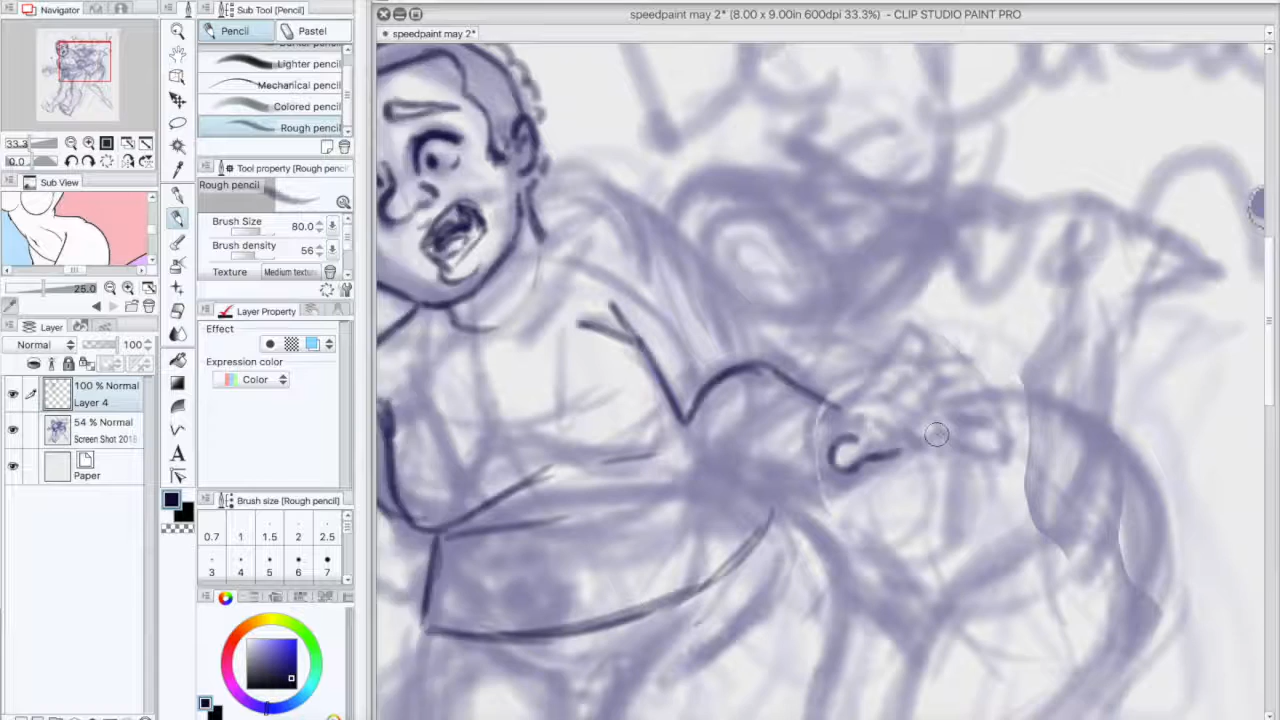 Navigator
Sub Tool [Pencil]
speedpaint may 2* (8.00 x 9.00in 600dpi 33.3%) - CLIP STUDIO PAINT PRO
Pencil
Pastel
speedpaint may 2*
Lighter pencil
Mechanical pencil
Colored pencil
Rough pencil
33.3
0.0
Tool property [Rough pencil]
Sub View
Rough pencil
Brush Size
80.0
Brush density
56
Texture
Medium texture
25.0
Layer Property
Layer
Effect
Normal
100
Expression color
Color
100 % Normal
Layer 4
54 % Normal
Screen Shot 2018
Paper
Brush size [Rough pencil]
0.7
1
1.5
2
2.5
3
4
5
6
7